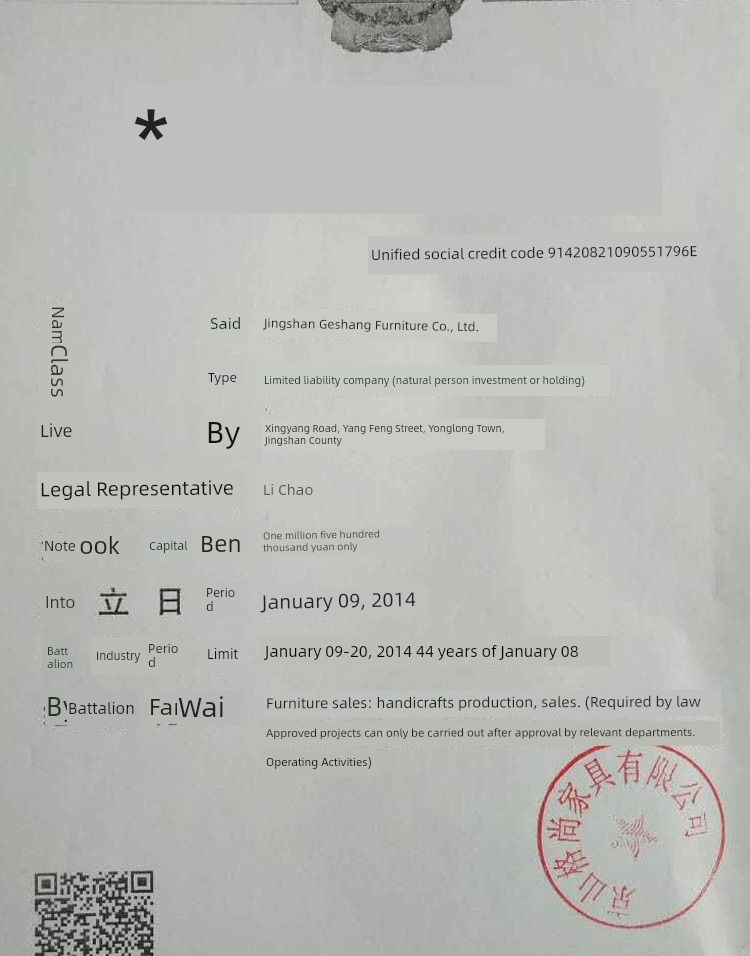 *
Unified social credit code 91420821090551796E
NamClass
Said Jingshan Geshang Furniture Co., Ltd.
Type Limited liability company (natural person investment or holding)
Live By Xingyang Road, Yang Feng Street, Yonglong Town,
Jingshan County
Legal Representative Li Chao
Note ook Capital Ben One million five hundred
thousand yuan only
Into 立 日 Perio
d
January 09, 2014
Batt
alion
Industry Perio
d
Limit January 09-20, 2014 44 years of January 08
Battalion Wai Furniture sales: handicrafts production, sales. (Required by law
Approved projects can only be carried out after approval by relevant departments.
Operating Activities)
京山格尚家具有限公司